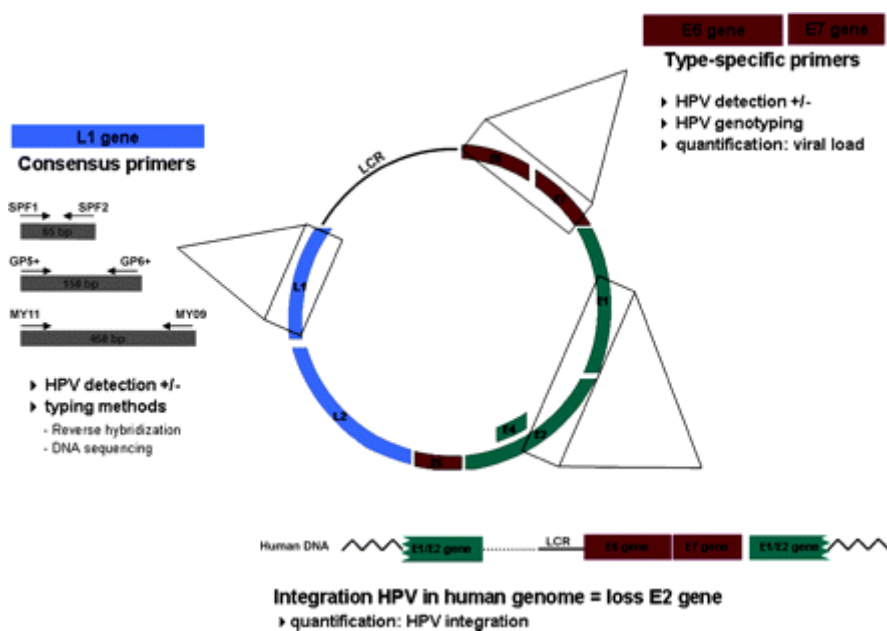 E6 gene
E7 gene
Type-specific primers
HPV detection +/-
HPV genotyping
quantification: viral load
L1 gene
Consensus primers
SPF1
SPF2
65 bp
GP5+
GP6+
150 bp
MY11
MY09
450 bp
HPV detection +/-
typing methods
- Reverse hybridization
- DNA sequencing
LCR
L1
L2
E1
E2
E4
Human DNA
E1/E2 gene
LCR
E6 gene
E7 gene
E1/E2 gene
Integration HPV in human genome = loss E2 gene
quantification: HPV integration